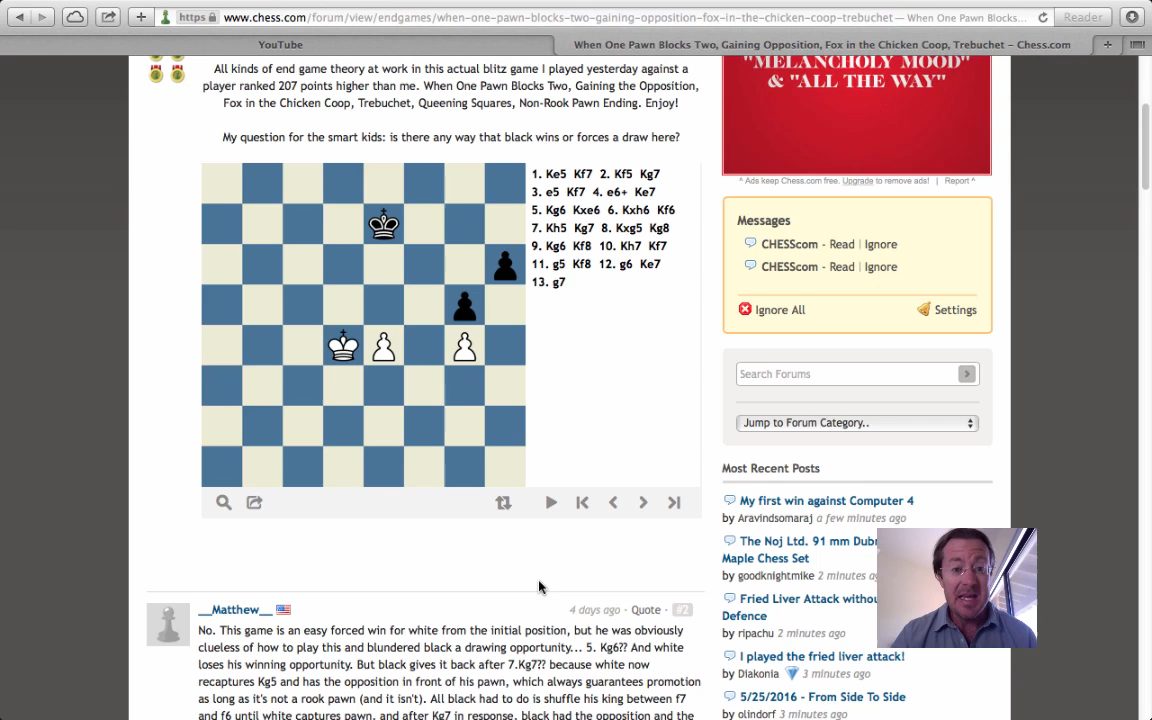 https www.chess.com/forum/view/endgames/when-one-pawn-blocks-two-gaining-opposition-fox-in-the-chicken-coop-trebuchet — When One Pawn Blocks... Reader
YouTube
When One Pawn Blocks Two, Gaining Opposition, Fox in the Chicken Coop, Trebuchet – Chess.com
All kinds of end game theory at work in this actual blitz game I played yesterday against a
player ranked 207 points higher than me. When One Pawn Blocks Two, Gaining the Opposition,
Fox in the Chicken Coop, Trebuchet, Queening Squares, Non-Rook Pawn Ending. Enjoy!
My question for the smart kids: is there any way that black wins or forces a draw here?
1. Ke5 Kf7 2. Kf5 Kg7
3. e5 Kf7 4. e6+ Ke7
5. Kg6 Kxe6 6. Kxh6 Kf6
7. Kh5 Kg7 8. Kxg5 Kg8
9. Kg6 Kf8 10. Kh7 Kf7
11. g5 Kf8 12. g6 Ke7
13. g7
__Matthew__
4 days ago · Quote · #2
No. This game is an easy forced win for white from the initial position, but he was obviously
clueless of how to play this and blundered black a drawing opportunity... 5. Kg6?? And white
loses his winning opportunity. But black gives it back after 7.Kg7?? because white now
recaptures Kg5 and has the opposition in front of his pawn, which always guarantees promotion
as long as it's not a rook pawn (and it isn't). All black had to do is shuffle his king between f7
and f6 until white captures pawn, and after Kg7 in response, black had the opposition and the
"MELANCHOLY MOOD"
& "ALL THE WAY"
^ Ads keep Chess.com free. Upgrade to remove ads! | Report ^
Messages
CHESScom - Read | Ignore
CHESScom - Read | Ignore
Ignore All
Settings
Search Forums
Jump to Forum Category..
Most Recent Posts
My first win against Computer 4
by Aravindsomaraj a few minutes ago
The Noj Ltd. 91 mm
Maple Chess Set
by goodknightmike 2 minutes
Fried Liver Attack
Defence
by ripachu 2 minutes
I played the fried liver attack!
by Diakonia 3 minutes ago
5/25/2016 - From Side To Side
by olindorf 3 minutes ago